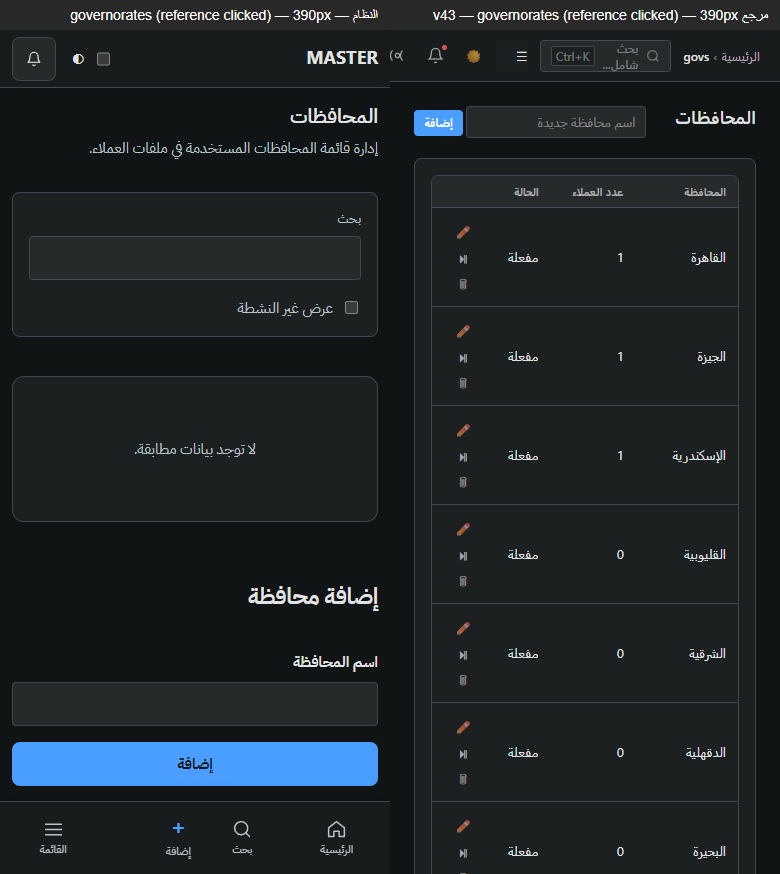 مرجع v43 — governorates (reference clicked) — 390px
الرئيسية › govs
بحث شامل...
Ctrl+K
المحافظات
اسم محافظة جديدة
إضافة
المحافظة عدد العملاء الحالة
القاهرة 1 مفعلة
الجيزة 1 مفعلة
الإسكندرية 1 مفعلة
القليوبية 0 مفعلة
الشرقية 0 مفعلة
الدقهلية 0 مفعلة
البحيرة 0 مفعلة
النظام — governorates (reference clicked) — 390px
MASTER
المحافظات
إدارة قائمة المحافظات المستخدمة في ملفات العملاء.
بحث
عرض غير النشطة
لا توجد بيانات مطابقة.
إضافة محافظة
اسم المحافظة
إضافة
الرئيسية بحث إضافة القائمة